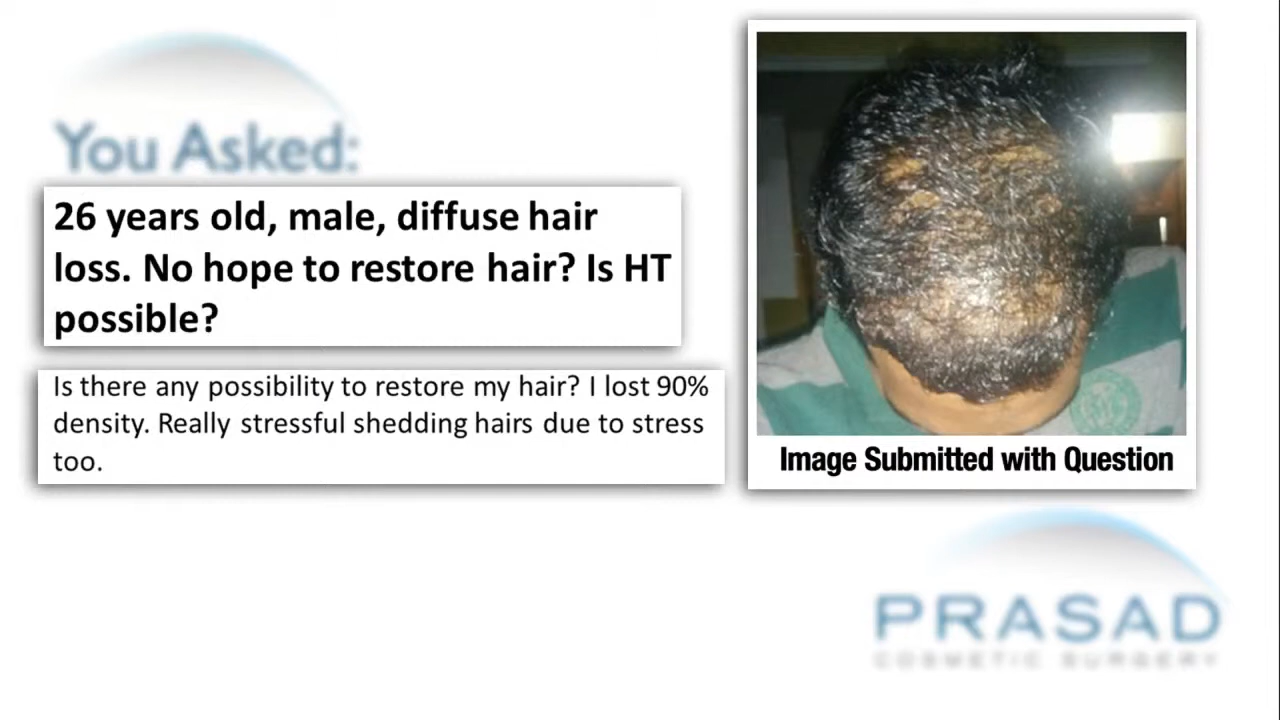 You Asked:
26 years old, male, diffuse hair
loss. No hope to restore hair? Is HT
possible?
Is there any possibility to restore my hair? I lost 90%
density. Really stressful shedding hairs due to stress
too.
Image Submitted with Question
PRASAD
COSMETIC SURGERY